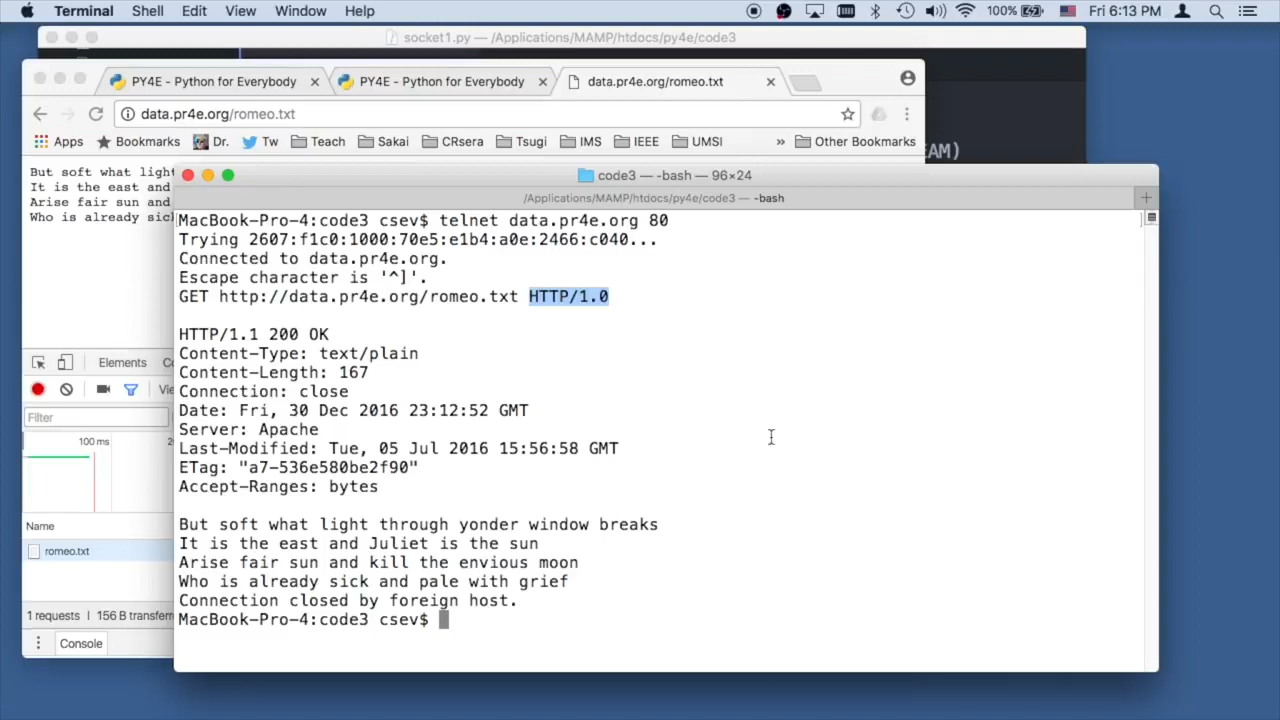 Terminal Shell Edit View Window Help 100% Fri 6:13 PM
socket1.py — /Applications/MAMP/htdocs/py4e/code3
PY4E - Python for Everybody PY4E - Python for Everybody data.pr4e.org/romeo.txt
data.pr4e.org/romeo.txt
Apps Bookmarks Dr. Tw Teach Sakai CRsera Tsugi IMS IEEE UMSI » Other Bookmarks
AM)
But soft what light
It is the east and
Arise fair sun and
Who is already sick
code3 — -bash — 96×24
/Applications/MAMP/htdocs/py4e/code3 — -bash
MacBook-Pro-4:code3 csev$ telnet data.pr4e.org 80
Trying 2607:f1c0:1000:70e5:e1b4:a0e:2466:c040...
Connected to data.pr4e.org.
Escape character is '^]'.
GET http://data.pr4e.org/romeo.txt HTTP/1.0
HTTP/1.1 200 OK
Content-Type: text/plain
Content-Length: 167
Connection: close
Date: Fri, 30 Dec 2016 23:12:52 GMT
Server: Apache
Last-Modified: Tue, 05 Jul 2016 15:56:58 GMT
ETag: "a7-536e580be2f90"
Accept-Ranges: bytes
But soft what light through yonder window breaks
It is the east and Juliet is the sun
Arise fair sun and kill the envious moon
Who is already sick and pale with grief
Connection closed by foreign host.
MacBook-Pro-4:code3 csev$
Elements
Filter
100 ms
Name
romeo.txt
1 requests | 156 B transferr
Console